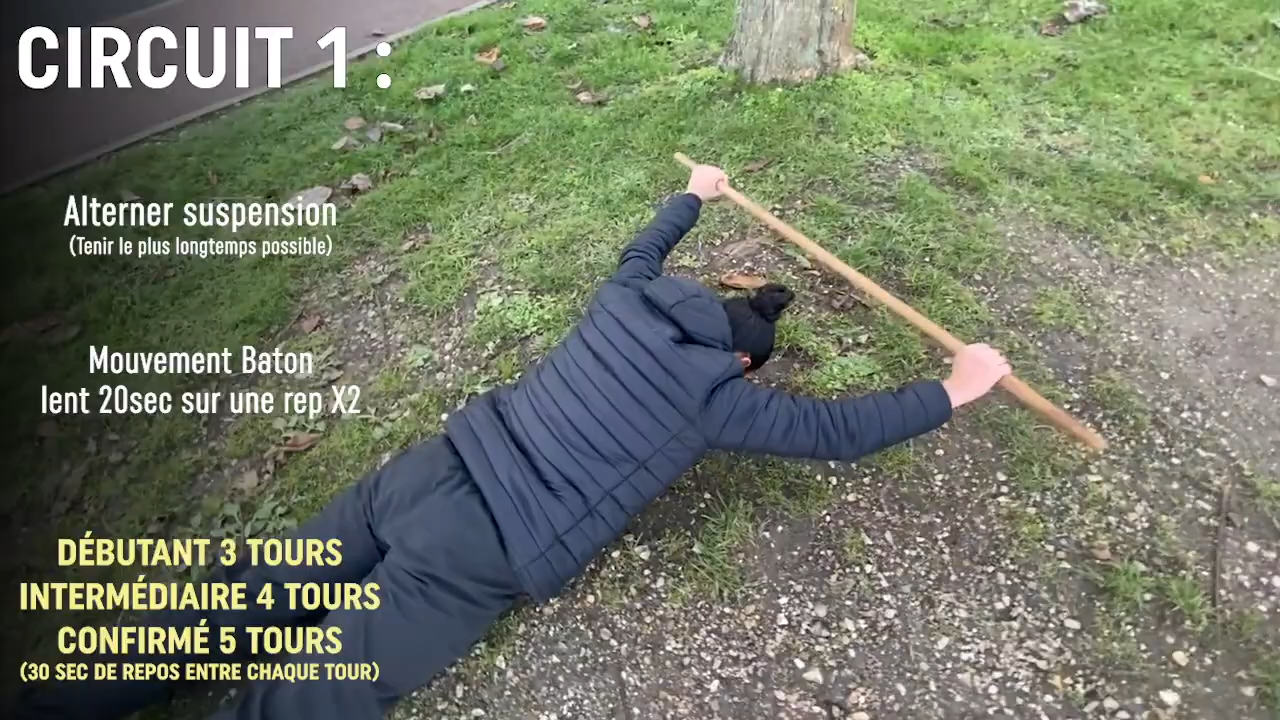 CIRCUIT 1 :
Alterner suspension
(Tenir le plus longtemps possible)
Mouvement Baton
lent 20sec sur une rep X2
DÉBUTANT 3 TOURS
INTERMÉDIAIRE 4 TOURS
CONFIRMÉ 5 TOURS
(30 SEC DE REPOS ENTRE CHAQUE TOUR)